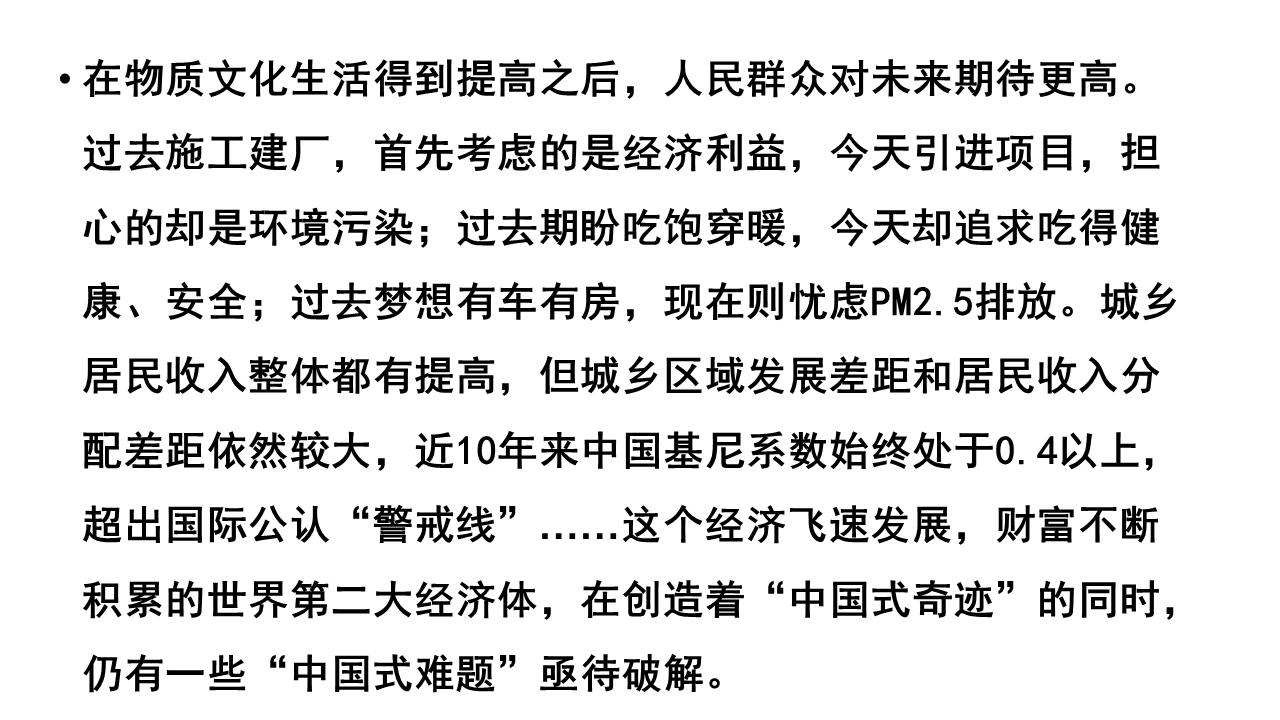 • 在物质文化生活得到提高之后，人民群众对未来期待更高。
过去施工建厂，首先考虑的是经济利益，今天引进项目，担
心的却是环境污染；过去期盼吃饱穿暖，今天却追求吃得健
康、安全；过去梦想有车有房，现在则忧虑PM2.5排放。城乡
居民收入整体都有提高，但城乡区域发展差距和居民收入分
配差距依然较大，近10年来中国基尼系数始终处于0.4以上，
超出国际公认“警戒线”……这个经济飞速发展，财富不断
积累的世界第二大经济体，在创造着“中国式奇迹”的同时，
仍有一些“中国式难题”亟待破解。